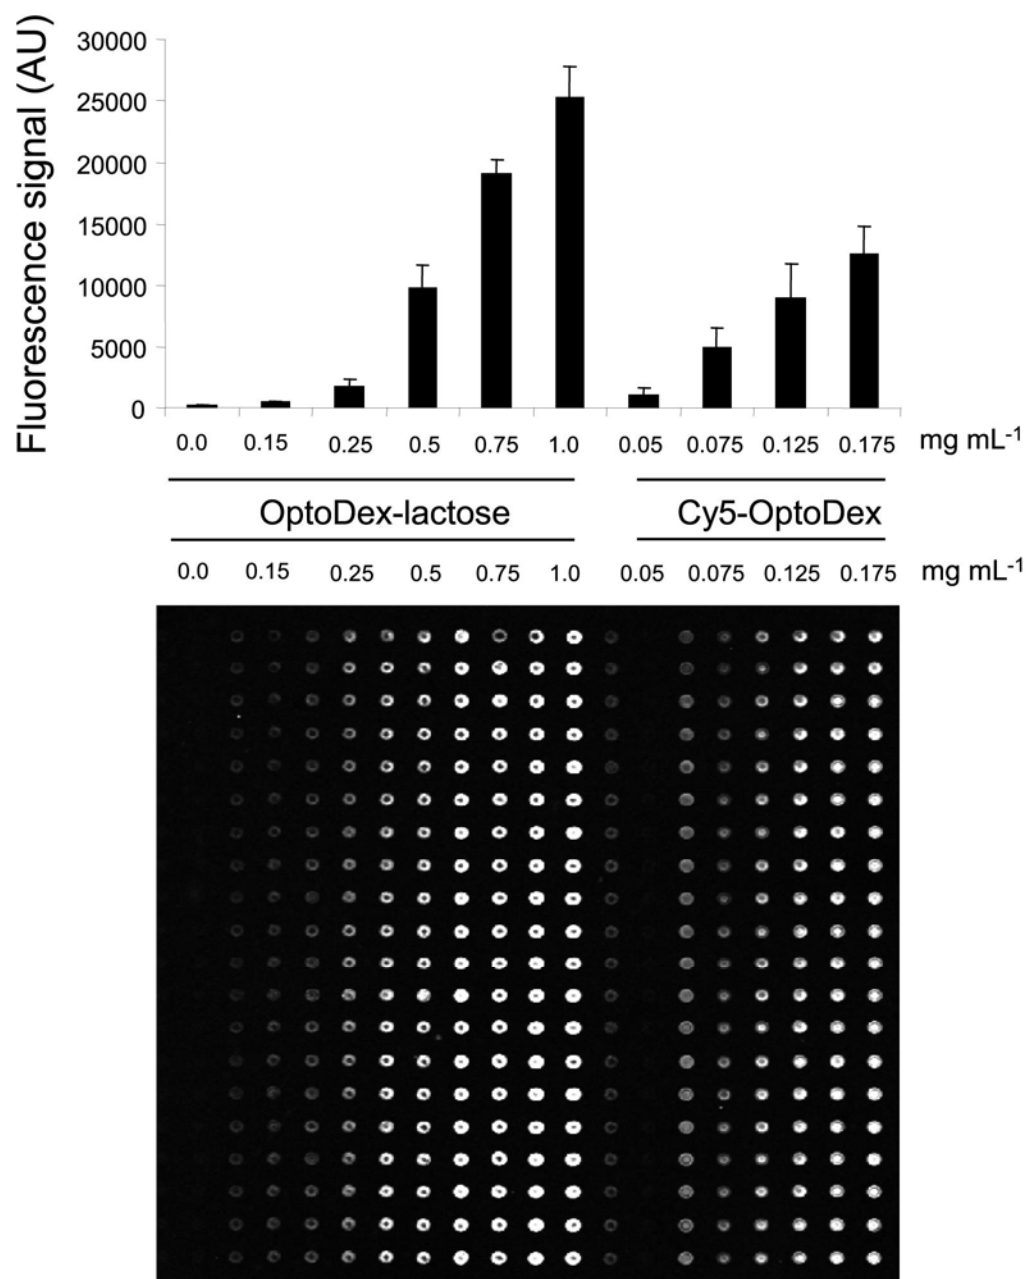 Fluorescence signal (AU)
30000
25000
20000
15000
10000
5000
0
0.0 0.15 0.25 0.5 0.75 1.0 0.05 0.075 0.125 0.175 mg mL-1
OptoDex-lactose Cy5-OptoDex
0.0 0.15 0.25 0.5 0.75 1.0 0.05 0.075 0.125 0.175 mg mL-1